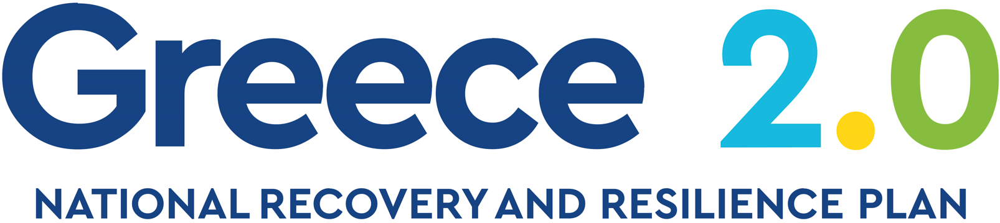 Greece 2.0
NATIONAL RECOVERY AND RESILIENCE PLAN